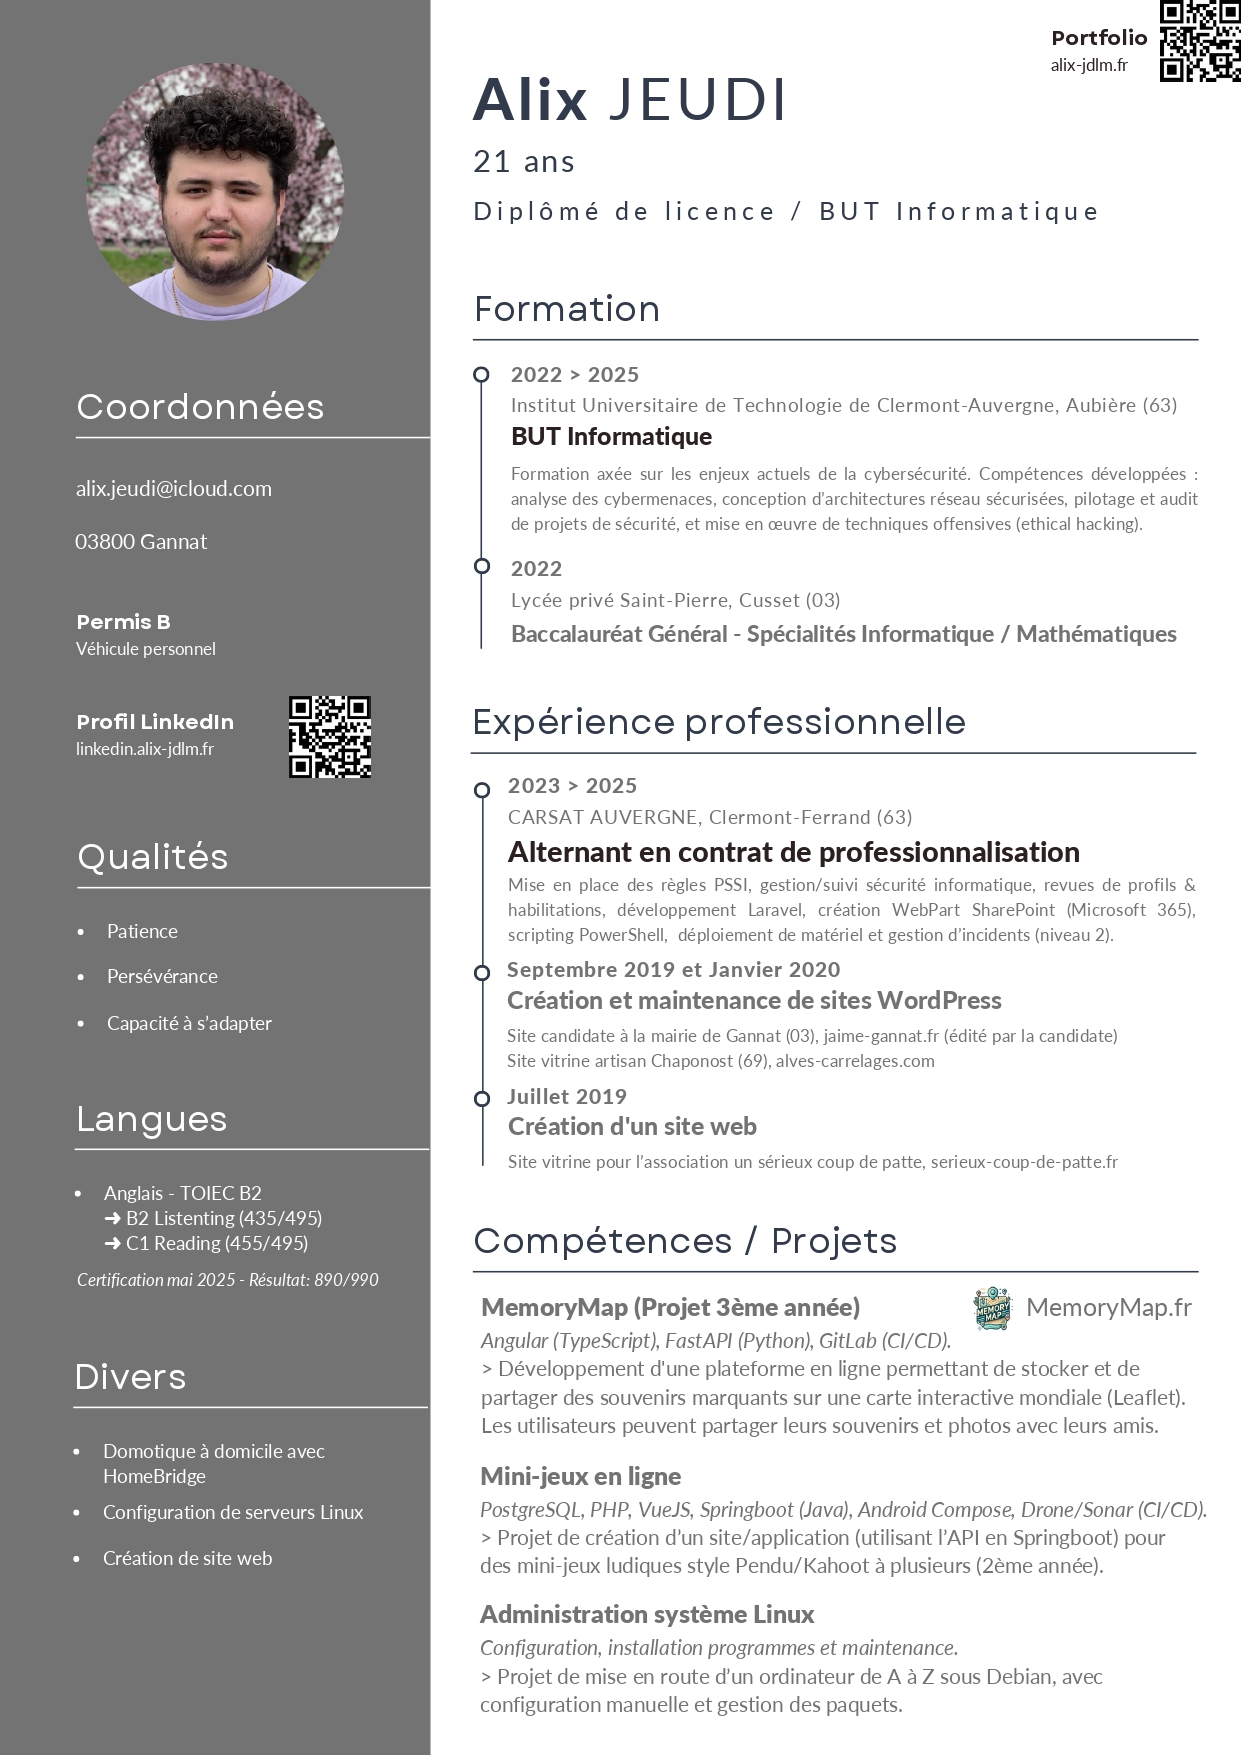 Portfolio
alix-jdlm.fr
Alix JEUDI
21 ans
Diplômé de licence / BUT Informatique
Coordonnées
alix.jeudi@icloud.com
03800 Gannat
Permis B
Véhicule personnel
Profil LinkedIn
linkedin.alix-jdlm.fr
Qualités
• Patience
• Persévérance
• Capacité à s’adapter
Langues
• Anglais - TOIEC B2
➜ B2 Listenting (435/495)
➜ C1 Reading (455/495)
Certification mai 2025 - Résultat: 890/990
Divers
• Domotique à domicile avec
HomeBridge
• Configuration de serveurs Linux
• Création de site web
Formation
2022 > 2025
Institut Universitaire de Technologie de Clermont-Auvergne, Aubière (63)
BUT Informatique
Formation axée sur les enjeux actuels de la cybersécurité. Compétences développées :
analyse des cybermenaces, conception d’architectures réseau sécurisées, pilotage et audit
de projets de sécurité, et mise en œuvre de techniques offensives (ethical hacking).
2022
Lycée privé Saint-Pierre, Cusset (03)
Baccalauréat Général - Spécialités Informatique / Mathématiques
Expérience professionnelle
2023 > 2025
CARSAT AUVERGNE, Clermont-Ferrand (63)
Alternant en contrat de professionnalisation
Mise en place des règles PSSI, gestion/suivi sécurité informatique, revues de profils &
habilitations, développement Laravel, création WebPart SharePoint (Microsoft 365),
scripting PowerShell, déploiement de matériel et gestion d’incidents (niveau 2).
Septembre 2019 et Janvier 2020
Création et maintenance de sites WordPress
Site candidate à la mairie de Gannat (03), jaime-gannat.fr (édité par la candidate)
Site vitrine artisan Chaponost (69), alves-carrelages.com
Juillet 2019
Création d'un site web
Site vitrine pour l’association un sérieux coup de patte, serieux-coup-de-patte.fr
Compétences / Projets
MemoryMap (Projet 3ème année)
MEMORY
MAP
MemoryMap.fr
Angular (TypeScript), FastAPI (Python), GitLab (CI/CD).
> Développement d'une plateforme en ligne permettant de stocker et de
partager des souvenirs marquants sur une carte interactive mondiale (Leaflet).
Les utilisateurs peuvent partager leurs souvenirs et photos avec leurs amis.
Mini-jeux en ligne
PostgreSQL, PHP, VueJS, Springboot (Java), Android Compose, Drone/Sonar (CI/CD).
> Projet de création d’un site/application (utilisant l’API en Springboot) pour
des mini-jeux ludiques style Pendu/Kahoot à plusieurs (2ème année).
Administration système Linux
Configuration, installation programmes et maintenance.
> Projet de mise en route d’un ordinateur de A à Z sous Debian, avec
configuration manuelle et gestion des paquets.